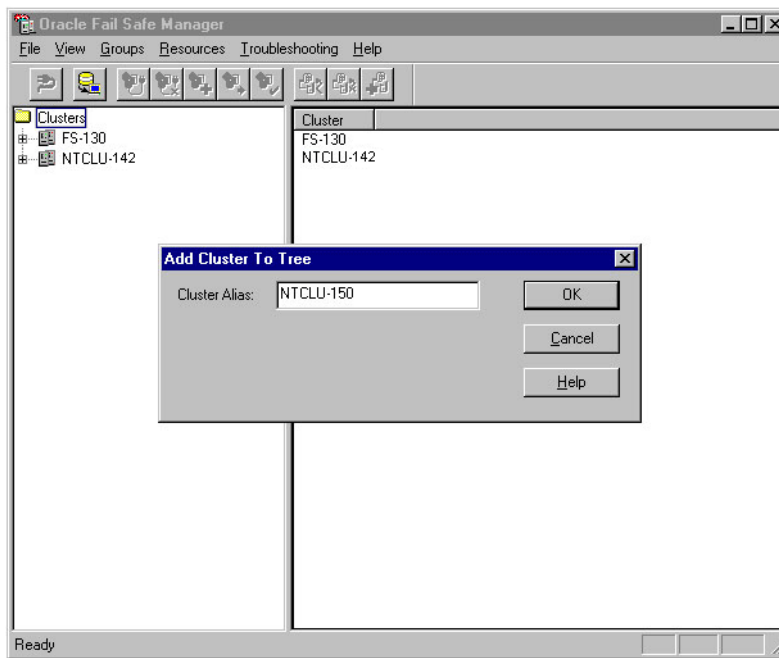 Oracle Fail Safe Manager
File View Groups Resources Troubleshooting Help
Clusters
FS-130
NTCLU-142
Cluster
FS-130
NTCLU-142
Add Cluster To Tree
Cluster Alias: NTCLU-150
OK
Cancel
Help
Ready